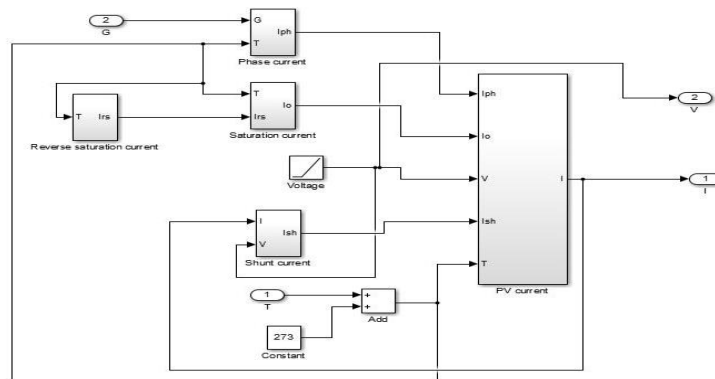 2
G
G
Iph
T
Phase current
T
Irs
Reverse saturation current
T
Io
Irs
Saturation current
Voltage
I
Ish
V
Shunt current
1
T
+
+
Add
273
Constant
Iph
Io
V
I
Ish
T
PV current
2
V
1
I